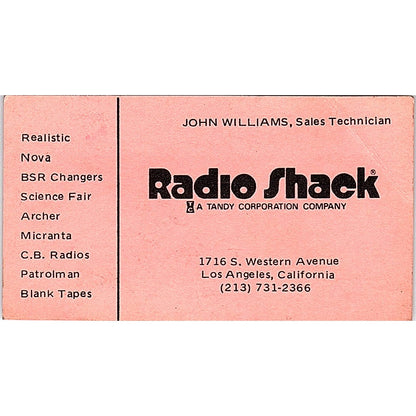 Realistic
Nova
BSR Changers
Science Fair
Archer
Micranta
C.B. Radios
Patrolman
Blank Tapes
JOHN WILLIAMS, Sales Technician
Radio Shack®
A TANDY CORPORATION COMPANY
1716 S. Western Avenue
Los Angeles, California
(213) 731-2366